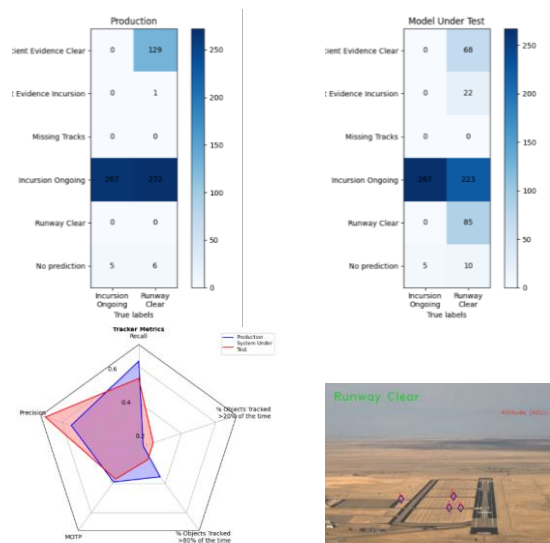 Production
cient Evidence Clear
0
129
t Evidence Incursion
0
1
Missing Tracks
0
0
Incursion Ongoing
267
272
Runway Clear
0
0
No prediction
5
6
Incursion
Ongoing
Runway
Clear
True labels
250
200
150
100
50
0
Model Under Test
cient Evidence Clear
0
68
t Evidence Incursion
0
22
Missing Tracks
0
0
Incursion Ongoing
267
223
Runway Clear
0
85
No prediction
5
10
Incursion
Ongoing
Runway
Clear
True labels
250
200
150
100
50
0
Tracker Metrics
Recall
Production
System Under
Test
0.6
0.4
0.2
Precision
% Objects Tracked
>20% of the time
MOTP
% Objects Tracked
>80% of the time
Runway Clear